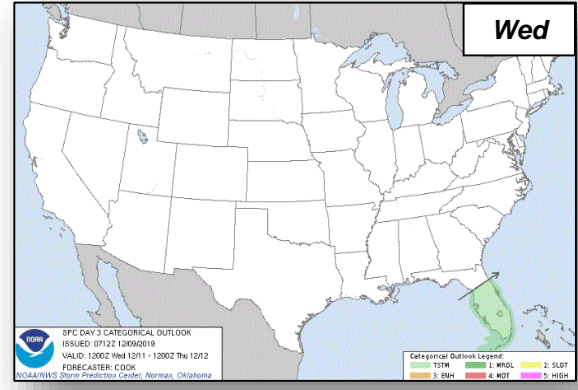 Wed
SPC DAY 3 CATEGORICAL OUTLOOK
ISSUED: 0712Z 12/09/2019
VALID: 1200Z Wed 12/11 - 1200Z Thu 12/12
FORECASTER: COOK
NOAA/NWS Storm Prediction Center, Norman, Oklahoma
NOAA
Categorical Outlook Legend:
TSTM 1: MRGL 2: SLGT
3: ENH 4: MDT 5: HIGH